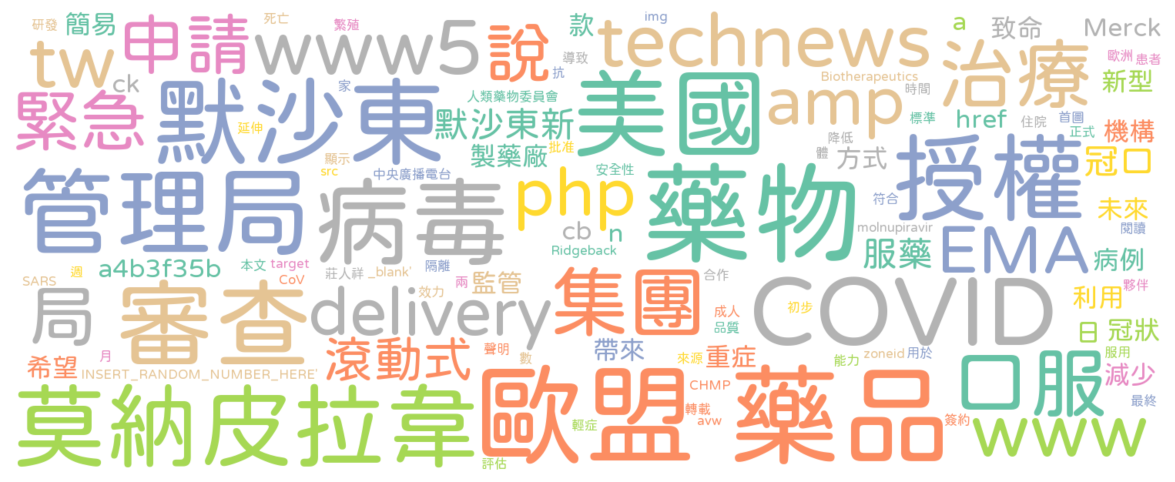 研發
簡易
死亡
繁殖
img
款
technews
a
致命
Merck
tw
申請
www5
說
導致
抗
治療
歐洲
患者
ck
緊急
默沙東
家
人類藥物委員會
美國
Biotherapeutics
時間
新型
amp
延伸
默沙東新
標準
href
住院
首圖
正式
機構
製藥廠
批准
降低
體
方式
冠口
顯示
src
中央廣播電台
安全性
管理局
病毒
php
藥物
授權
符合
未來
閱讀
cb
n
molnupiravir
Ridgeback
服藥
EMA
病例
a4b3f35b
本文
target
莊人祥
_blank'
隔離
週
兩
監管
合作
夥伴
SARS
CoV
局
審查
delivery
效力
集團
成人
品質
COVID
初步
利用
日
冠狀
希望
月
滾動式
聲明
數
帶來
來源
重症
能力
zoneid
用於
服用
INSERT_RANDOM_NUMBER_HERE'
減少
莫納皮拉韋
歐盟
CHMP
轉載
avw
藥品
口服
最終
簽約
www
輕症
評估